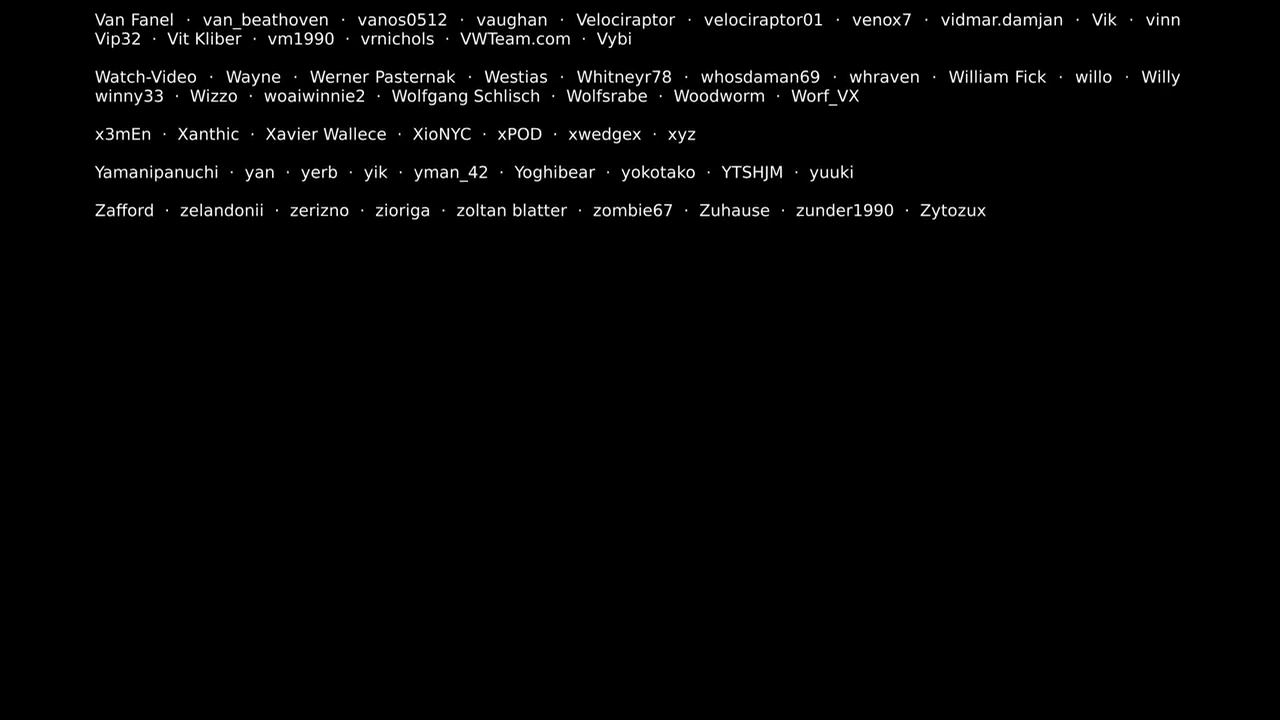 Van Fanel · van_beathoven · vanos0512 · vaughan · Velociraptor · velociraptor01 · venox7 · vidmar.damjan · Vik · vinn
Vip32 · Vit Kliber · vm1990 · vrnichols · VWTeam.com · Vybi
Watch-Video · Wayne · Werner Pasternak · Westias · Whitneyr78 · whosdaman69 · whraven · William Fick · willo · Willy
winny33 · Wizzo · woaiwinnie2 · Wolfgang Schlisch · Wolfsrabe · Woodworm · Worf_VX
x3mEn · Xanthic · Xavier Wallece · XioNYC · xPOD · xwedgex · xyz
Yamanipanuchi · yan · yerb · yik · yman_42 · Yoghibear · yokotako · YTSHJM · yuuki
Zafford · zelandonii · zerizno · zioriga · zoltan blatter · zombie67 · Zuhause · zunder1990 · Zytozux